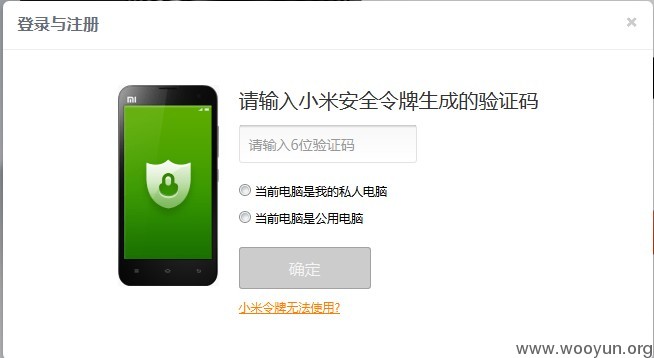 登录与注册
×
MI
请输入小米安全令牌生成的验证码
请输入6位验证码
当前电脑是我的私人电脑
当前电脑是公用电脑
确定
小米令牌无法使用?
www.wooyun.org